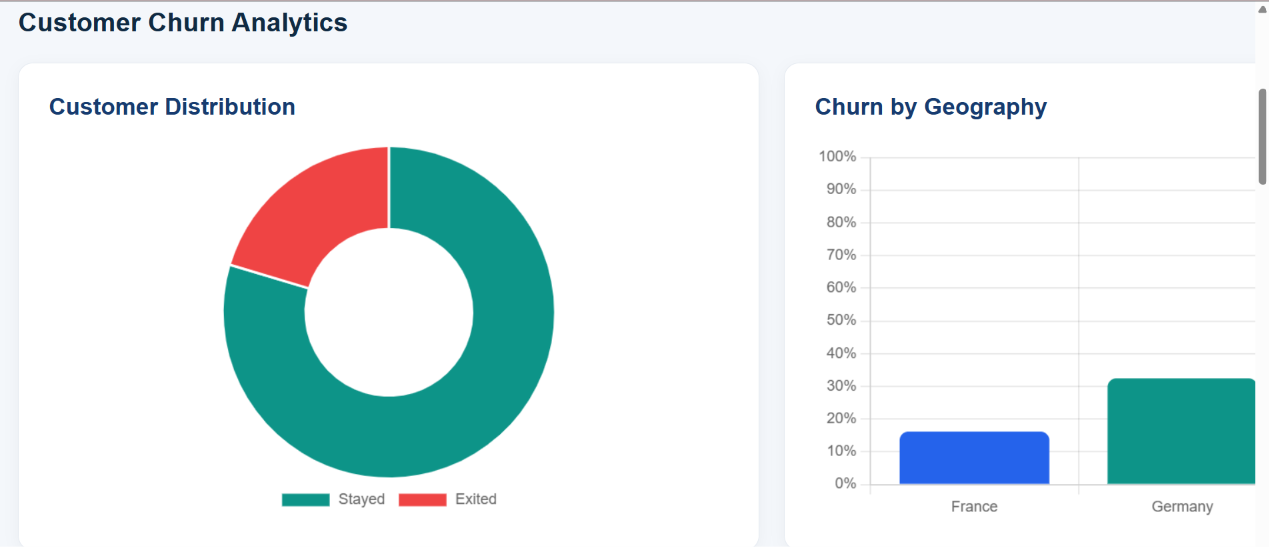 Customer Churn Analytics
Customer Distribution
Stayed Exited
Churn by Geography
100%
90%
80%
70%
60%
50%
40%
30%
20%
10%
0%
France Germany